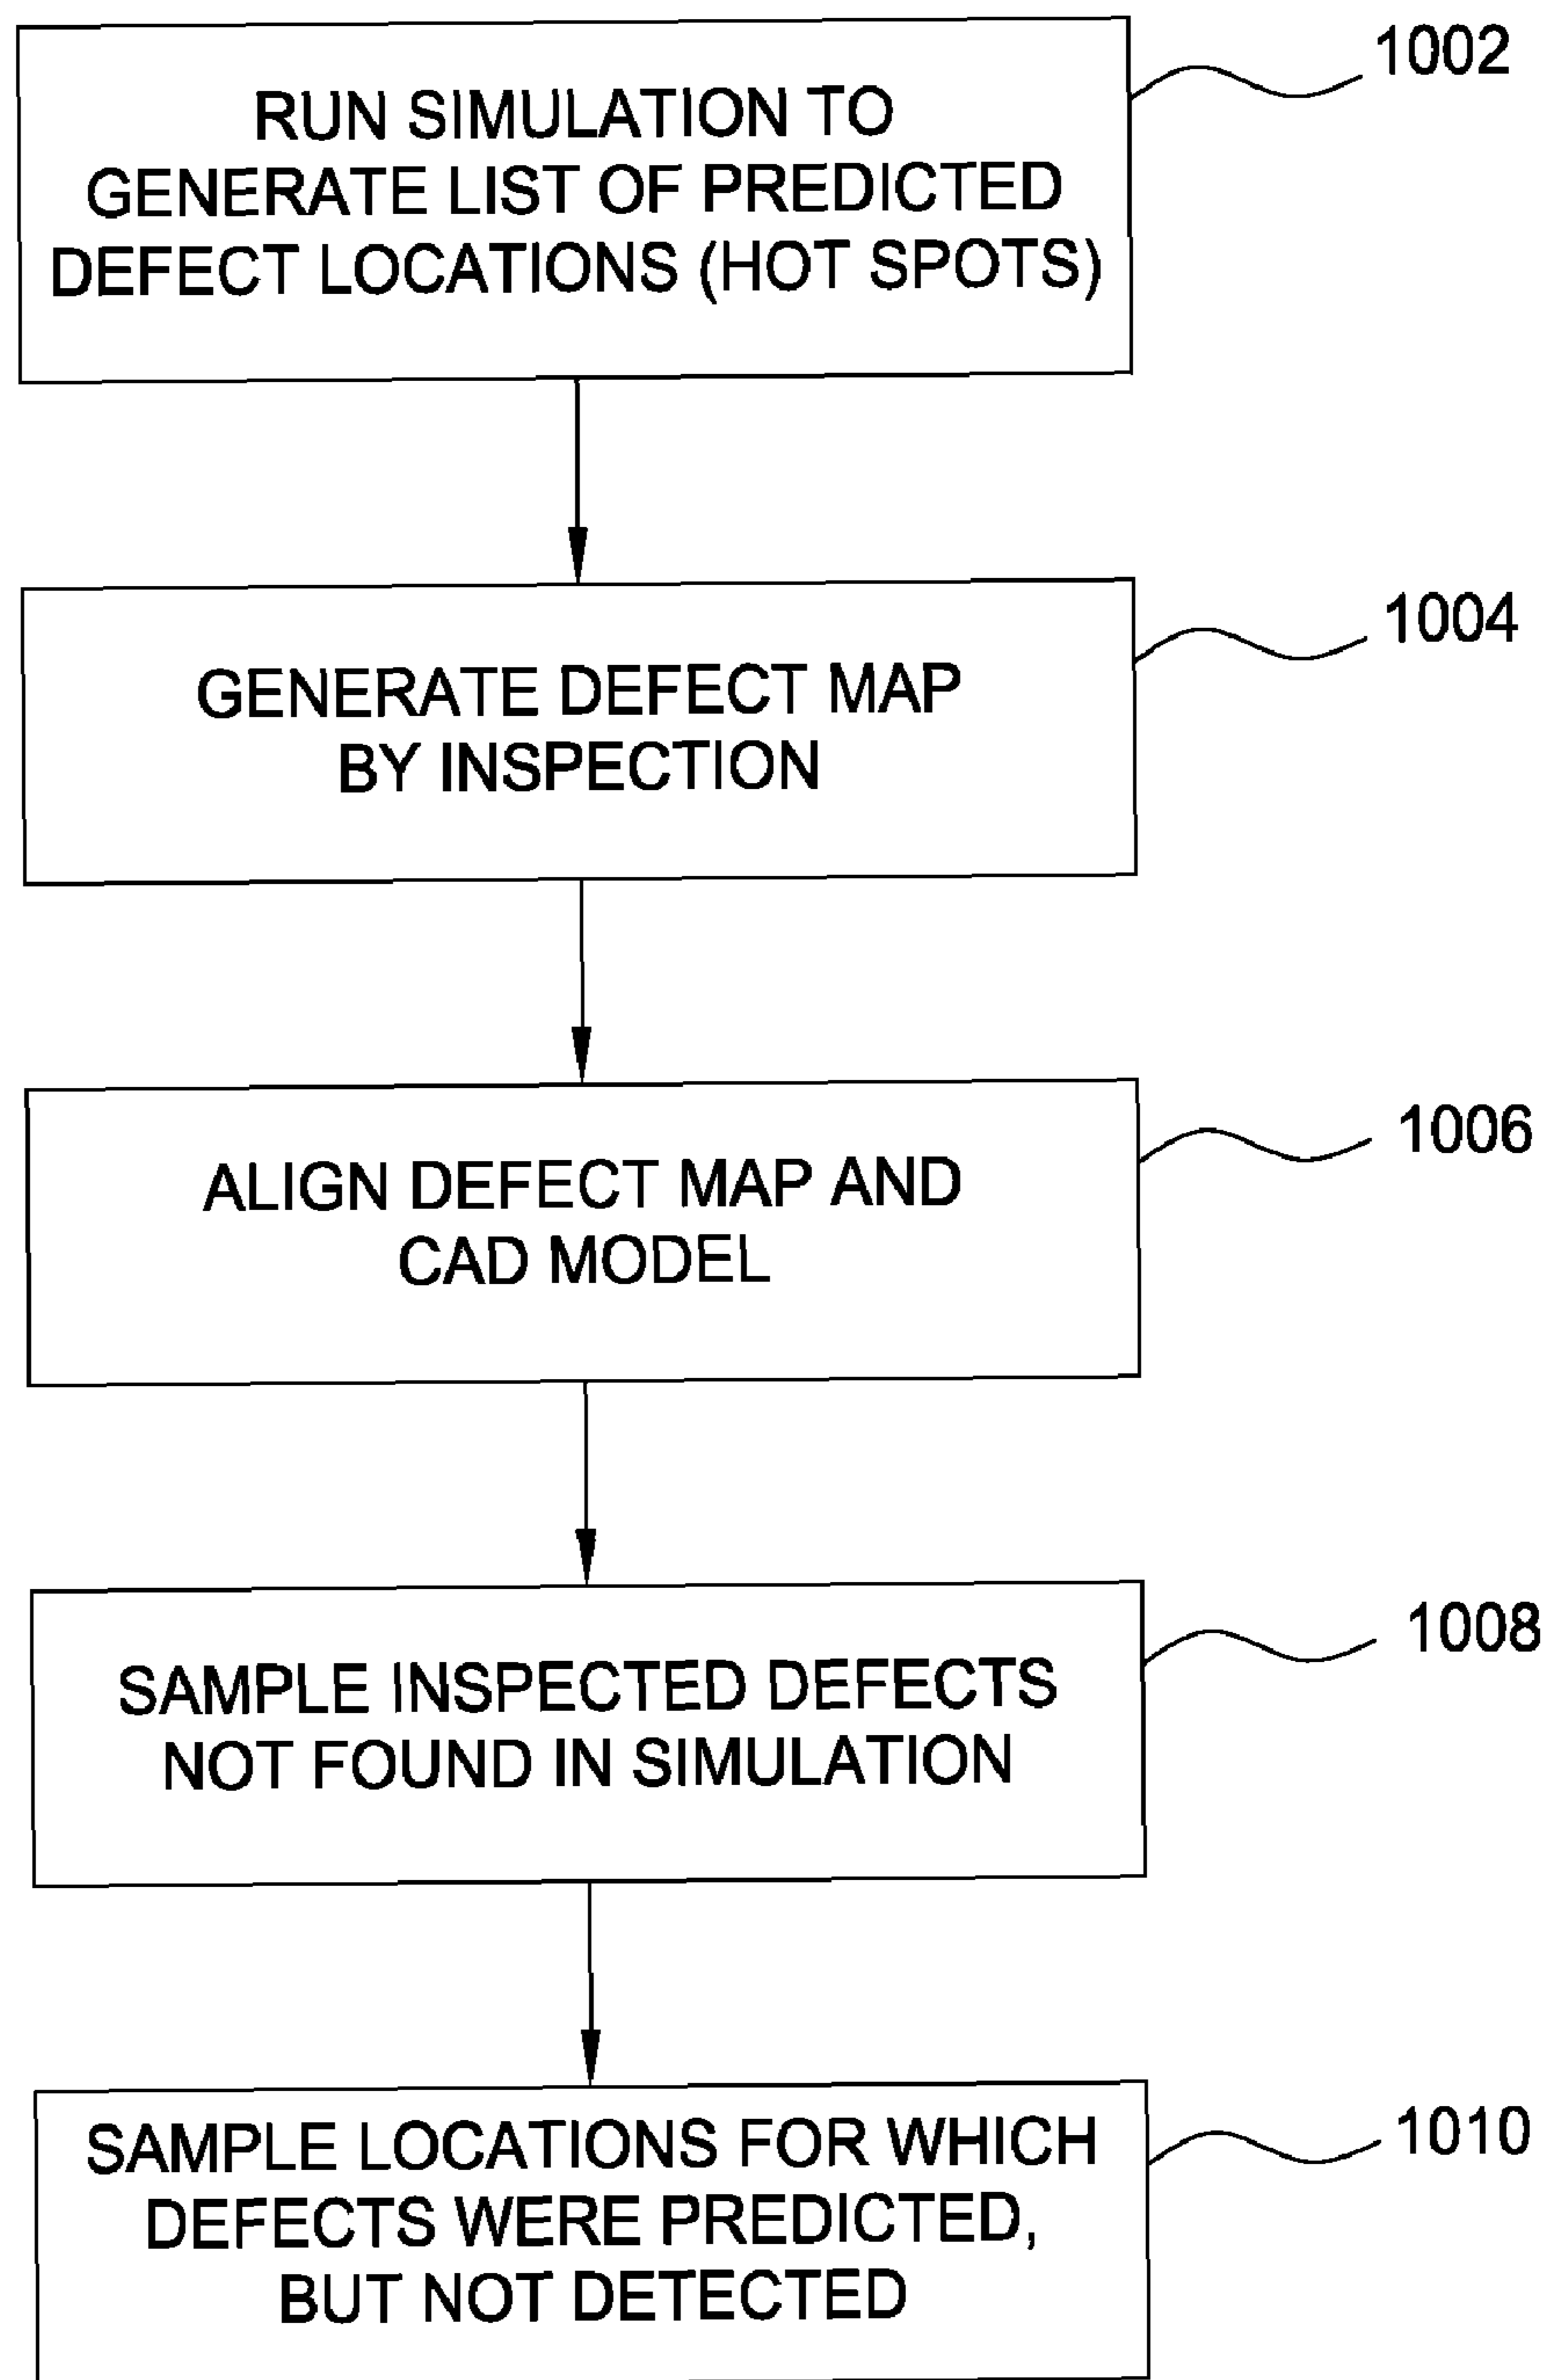 RUN SIMULATION TO
GENERATE LIST OF PREDICTED
DEFECT LOCATIONS (HOT SPOTS)
1002
GENERATE DEFECT MAP
BY INSPECTION
1004
ALIGN DEFECT MAP AND
CAD MODEL
1006
SAMPLE INSPECTED DEFECTS
NOT FOUND IN SIMULATION
1008
SAMPLE LOCATIONS FOR WHICH
DEFECTS WERE PREDICTED,
BUT NOT DETECTED
1010